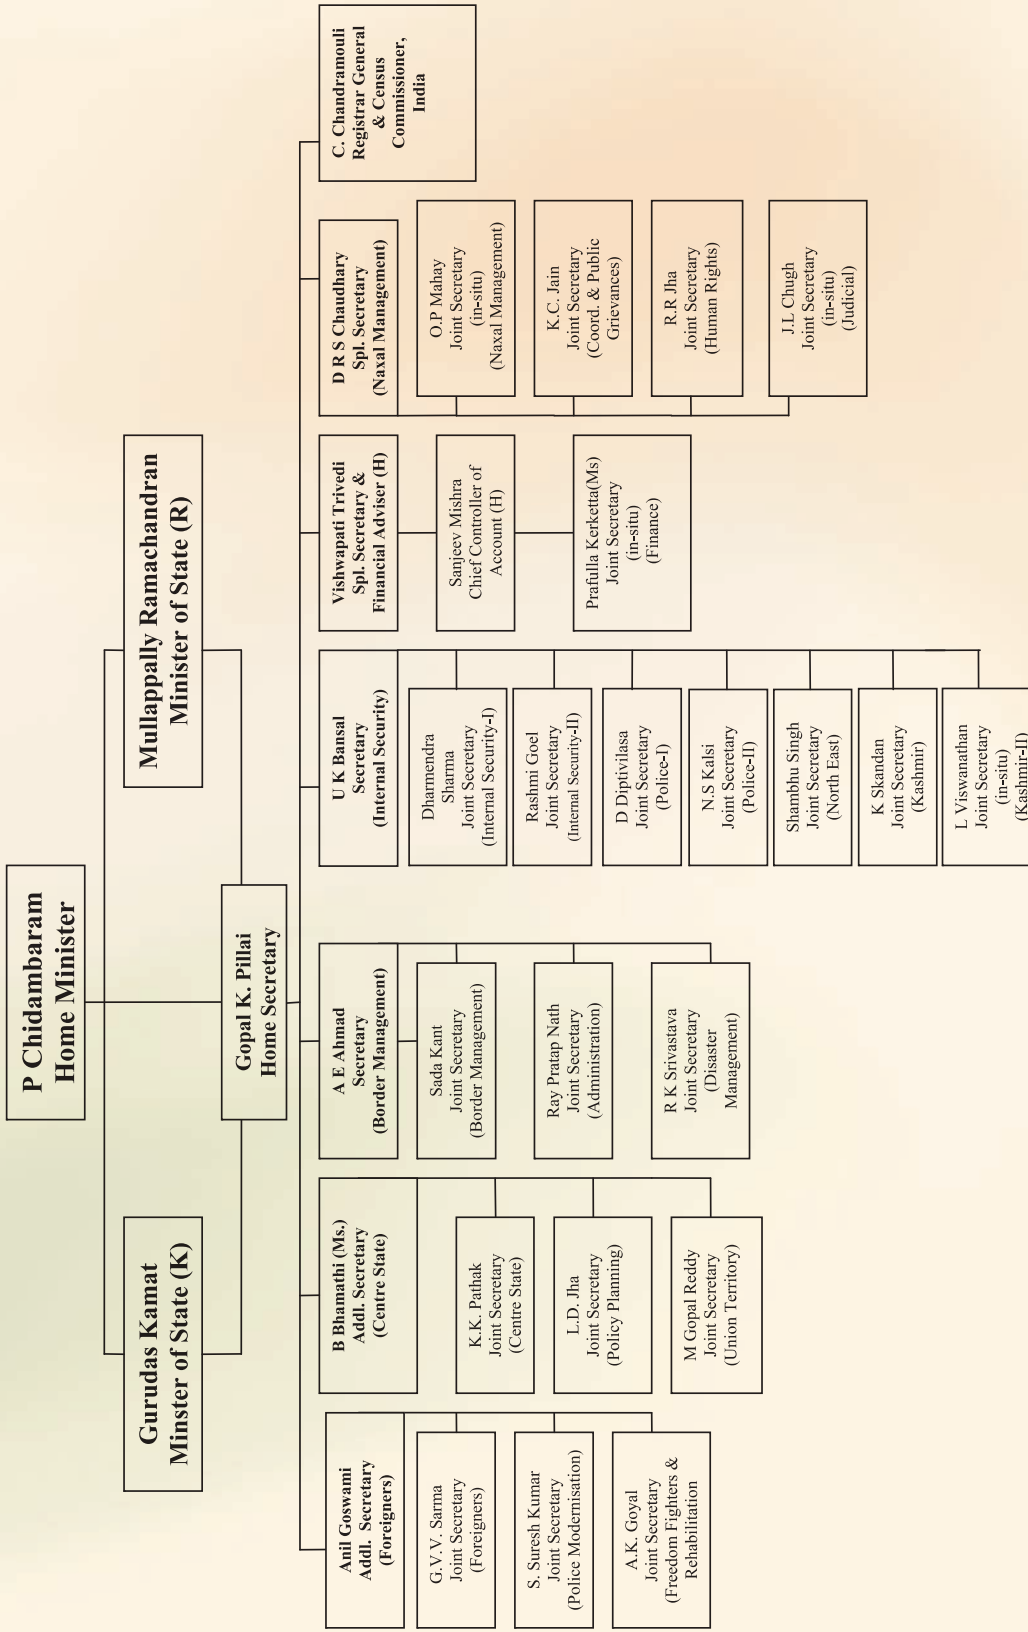 P Chidambaram
Home Minister
Gurudas Kamat
Minster of State (K)
Mullappally Ramachandran
Minister of State (R)
Gopal K. Pillai
Home Secretary
Anil Goswami
Addl. Secretary
(Foreigners)
G.V.V. Sarma
Joint Secretary
(Foreigners)
S. Suresh Kumar
Joint Secretary
(Police Modernisation)
A.K. Goyal
Joint Secretary
(Freedom Fighters &
Rehabilitation
B Bhamathi (Ms.)
Addl. Secretary
(Centre State)
K.K. Pathak
Joint Secretary
(Centre State)
L.D. Jha
Joint Secretary
(Policy Planning)
M Gopal Reddy
Joint Secretary
(Union Territory)
A E Ahmad
Secretary
(Border Management)
Sada Kant
Joint Secretary
(Border Management)
Ray Pratap Nath
Joint Secretary
(Administration)
R K Srivastava
Joint Secretary
(Disaster
Management)
U K Bansal
Secretary
(Internal Security)
Dharmendra
Sharma
Joint Secretary
(Internal Security-I)
Rashmi Goel
Joint Secretary
(Internal Security-II)
D Diptivilasa
Joint Secretary
(Police-I)
N.S Kalsi
Joint Secretary
(Police-II)
Shambhu Singh
Joint Secretary
(North East)
K Skandan
Joint Secretary
(Kashmir)
L Viswanathan
Joint Secretary
(in-situ)
(Kashmir-II)
Vishwapati Trivedi
Spl. Secretary &
Financial Adviser (H)
Sanjeev Mishra
Chief Controller of
Account (H)
Prafulla Kerketta(Ms)
Joint Secretary
(in-situ)
(Finance)
D R S Chaudhary
Spl. Secretary
(Naxal Management)
O.P Mahay
Joint Secretary
(in-situ)
(Naxal Management)
K.C. Jain
Joint Secretary
(Coord. & Public
Grievances)
R.R Jha
Joint Secretary
(Human Rights)
J.L Chugh
Joint Secretary
(in-situ)
(Judicial)
C. Chandramouli
Registrar General
& Census
Commissioner,
India